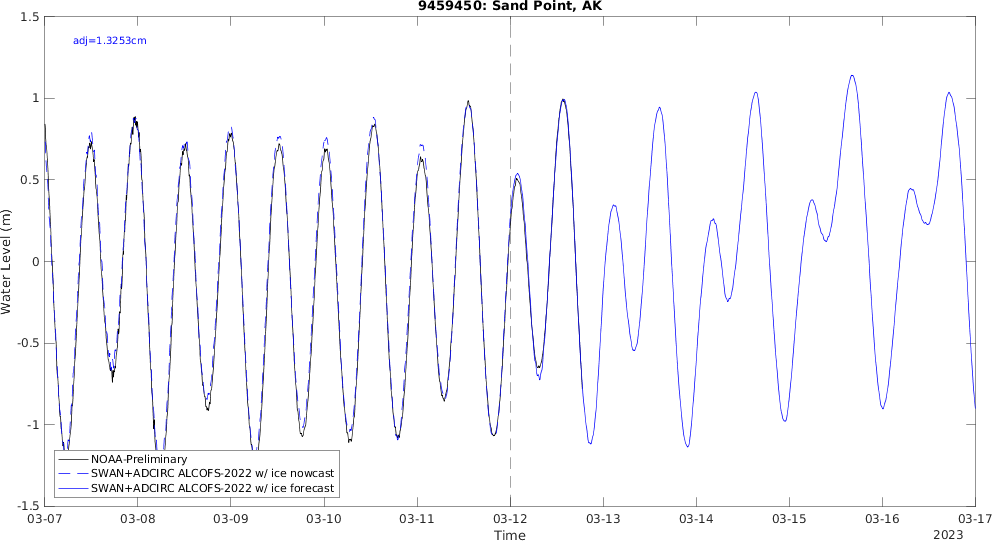 9459450: Sand Point, AK
adj=1.3253cm
Water Level (m)
1.5
1
0.5
0
-0.5
-1
-1.5
NOAA-Preliminary
SWAN+ADCIRC ALCOFS-2022 w/ ice nowcast
SWAN+ADCIRC ALCOFS-2022 w/ ice forecast
03-07 03-08 03-09 03-10 03-11 03-12 03-13 03-14 03-15 03-16 03-17
Time
2023